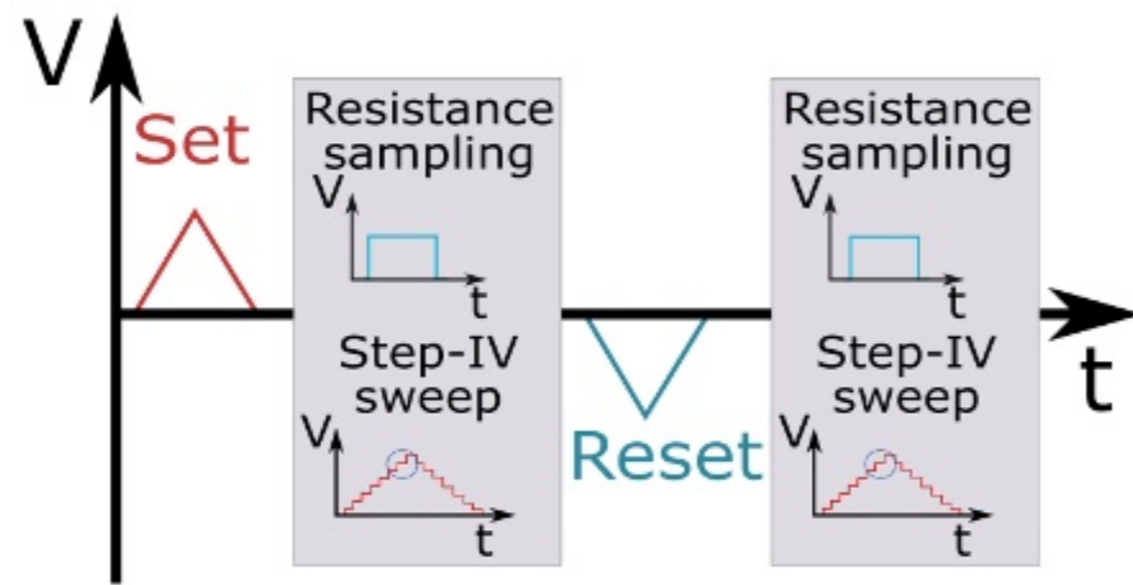 V
Set
Resistance
sampling
V
t
Step-IV
sweep
V
t
Reset
Resistance
sampling
V
t
Step-IV
sweep
V
t
t